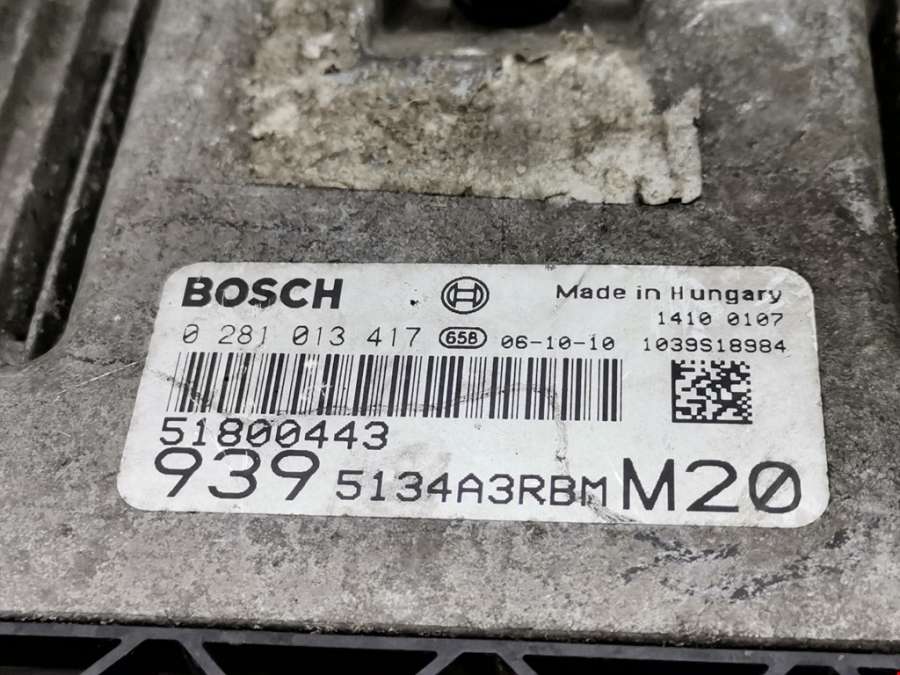 BOSCH Made in Hungary
1410 0107
0 281 013 417 658 06-10-10 1039S18984
51800443
939 5134A3RBM M20